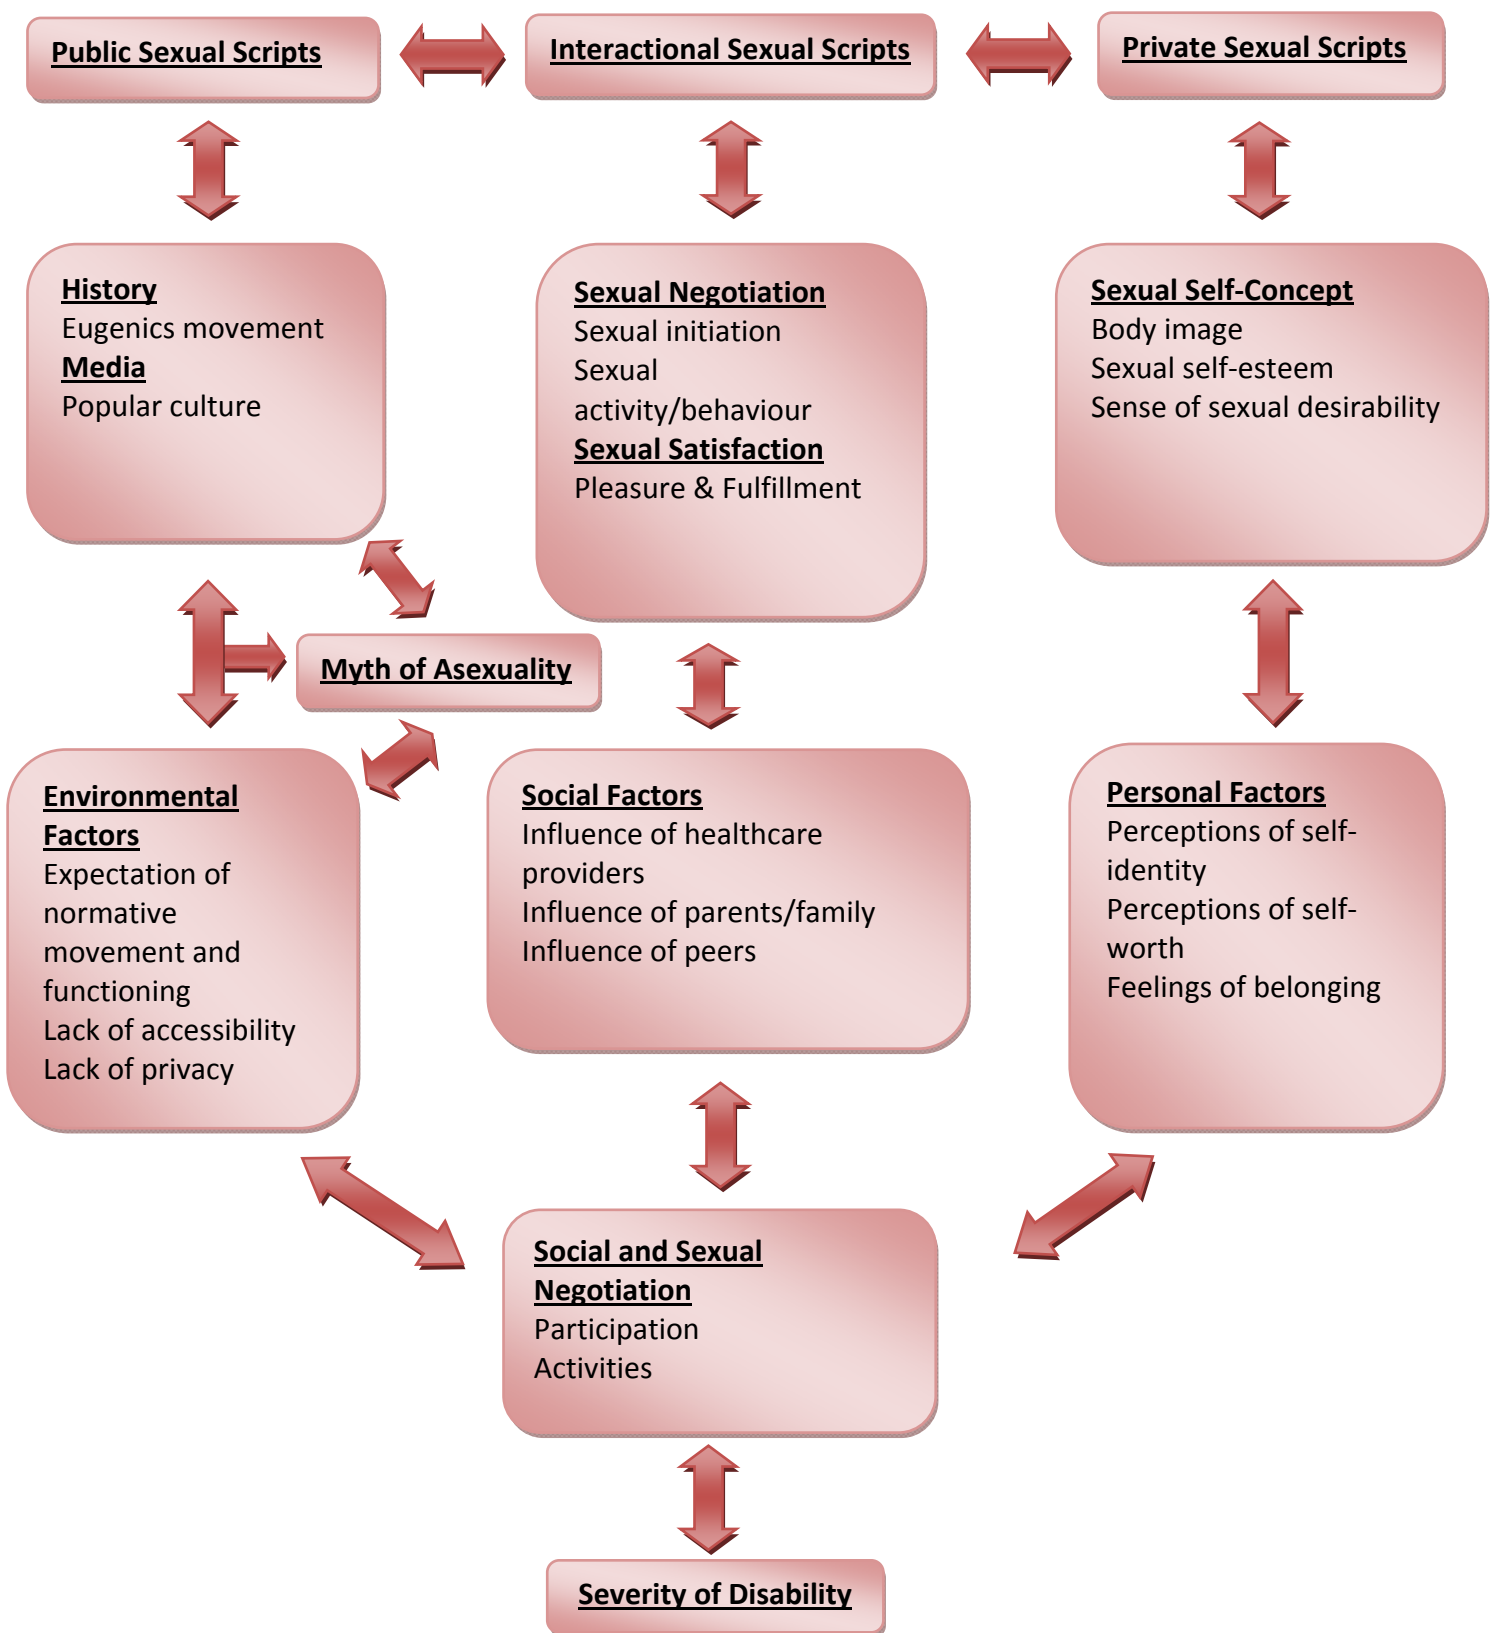 Public Sexual Scripts
Interactional Sexual Scripts
Private Sexual Scripts
History
Eugenics movement
Media
Popular culture
Sexual Negotiation
Sexual initiation
Sexual
activity/behaviour
Sexual Satisfaction
Pleasure & Fulfillment
Sexual Self-Concept
Body image
Sexual self-esteem
Sense of sexual desirability
Myth of Asexuality
Environmental
Factors
Expectation of
normative
movement and
functioning
Lack of accessibility
Lack of privacy
Social Factors
Influence of healthcare
providers
Influence of parents/family
Influence of peers
Personal Factors
Perceptions of self-
identity
Perceptions of self-
worth
Feelings of belonging
Social and Sexual
Negotiation
Participation
Activities
Severity of Disability